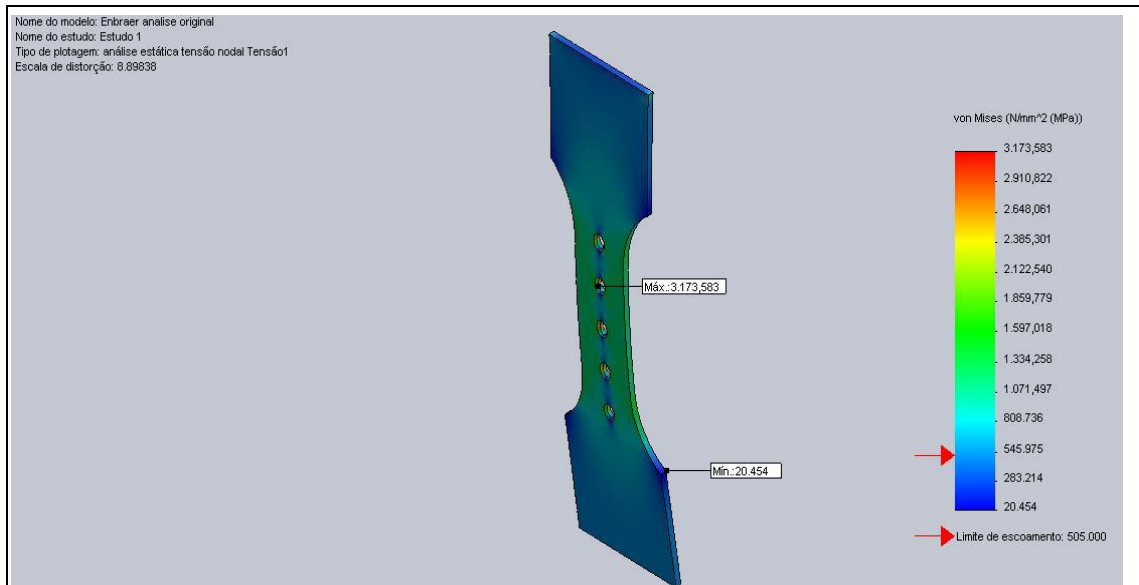 Nome do modelo: Enbraer analise original
Nome do estudo: Estudo 1
Tipo de plotagem: análise estática tensão nodal Tensão1
Escala de distorção: 8.89838
von Mises (N/mm^2 (MPa))
3.173,583
2.910,822
2.648,061
2.385,301
2.122,540
1.859,779
1.597,018
1.334,258
1.071,497
808.736
545.975
283.214
20.454
Máx.:3.173,583
Mín.:20.454
Limite de escoamento: 505.000